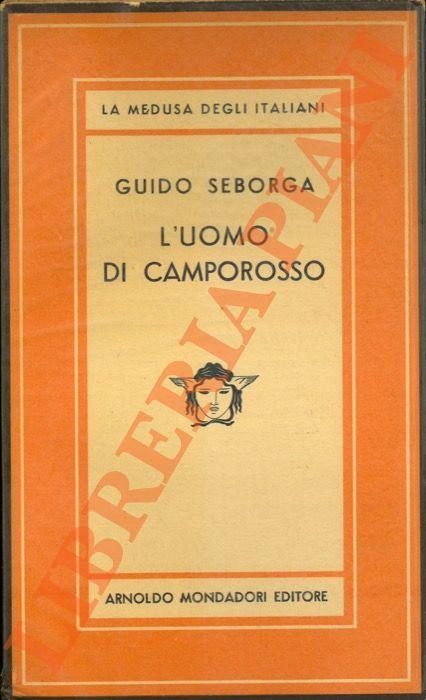 LA MEDUSA DEGLI ITALIANI
GUIDO SEBORGA
L'UOMO
DI CAMPOROSSO
ARNOLDO MONDADORI EDITORE
LIBRERIA PIANI